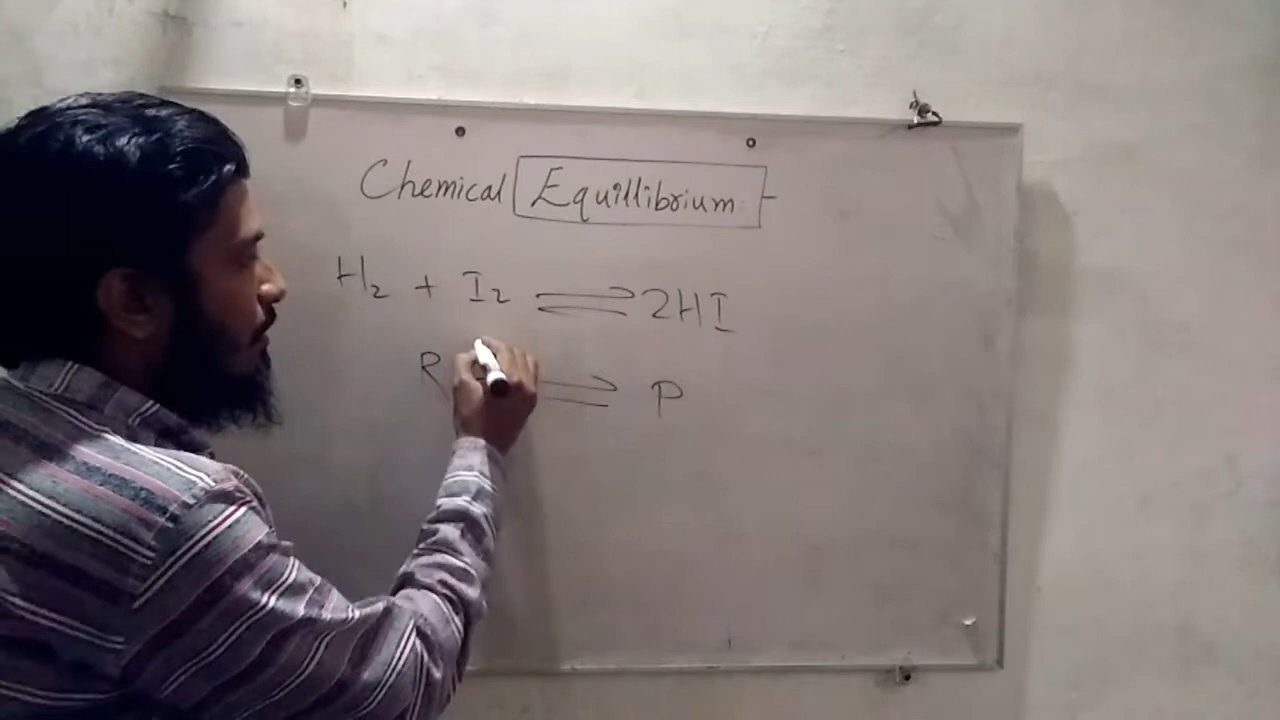 Chemical Equillibrium -
H₂ + I₂ ⇌ 2HI
R ⇌ P